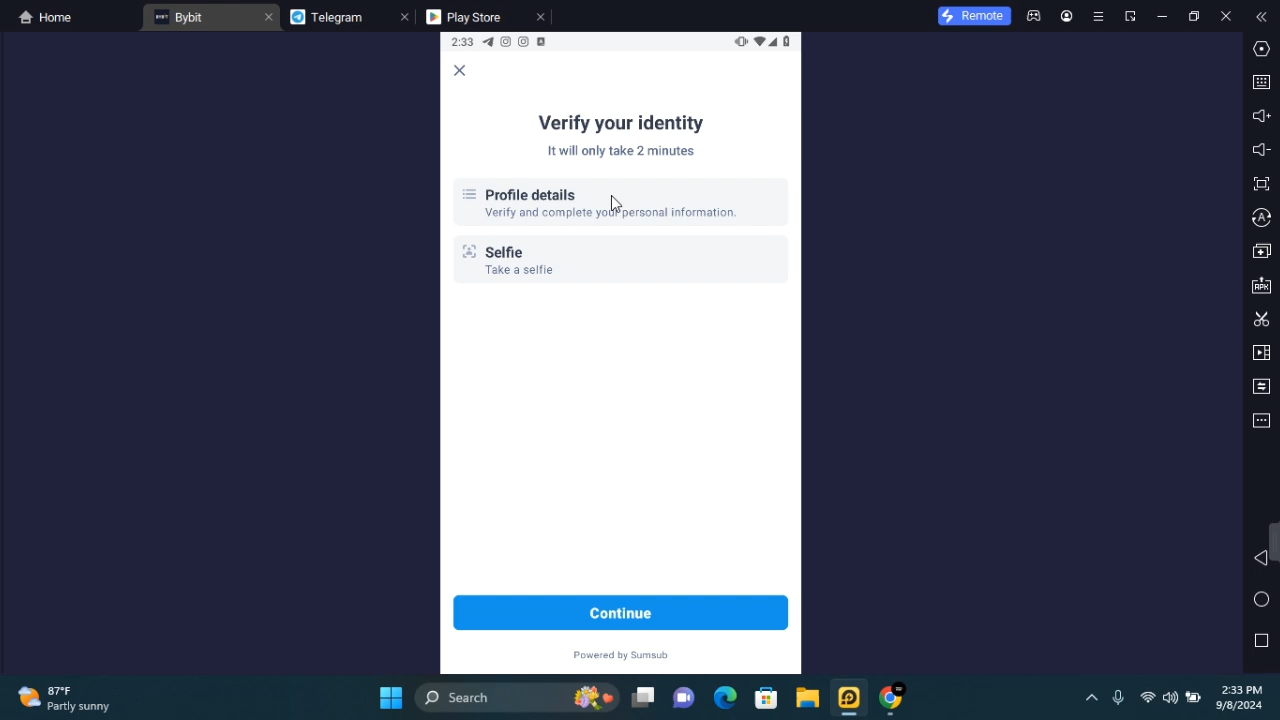 Home
Bybit
Telegram
Play Store
Remote
2:33
Verify your identity
It will only take 2 minutes
Profile details
Verify and complete your personal information.
Selfie
Take a selfie
Continue
Powered by Sumsub
APK
87°F
Partly sunny
Search
2:33 PM
9/8/2024